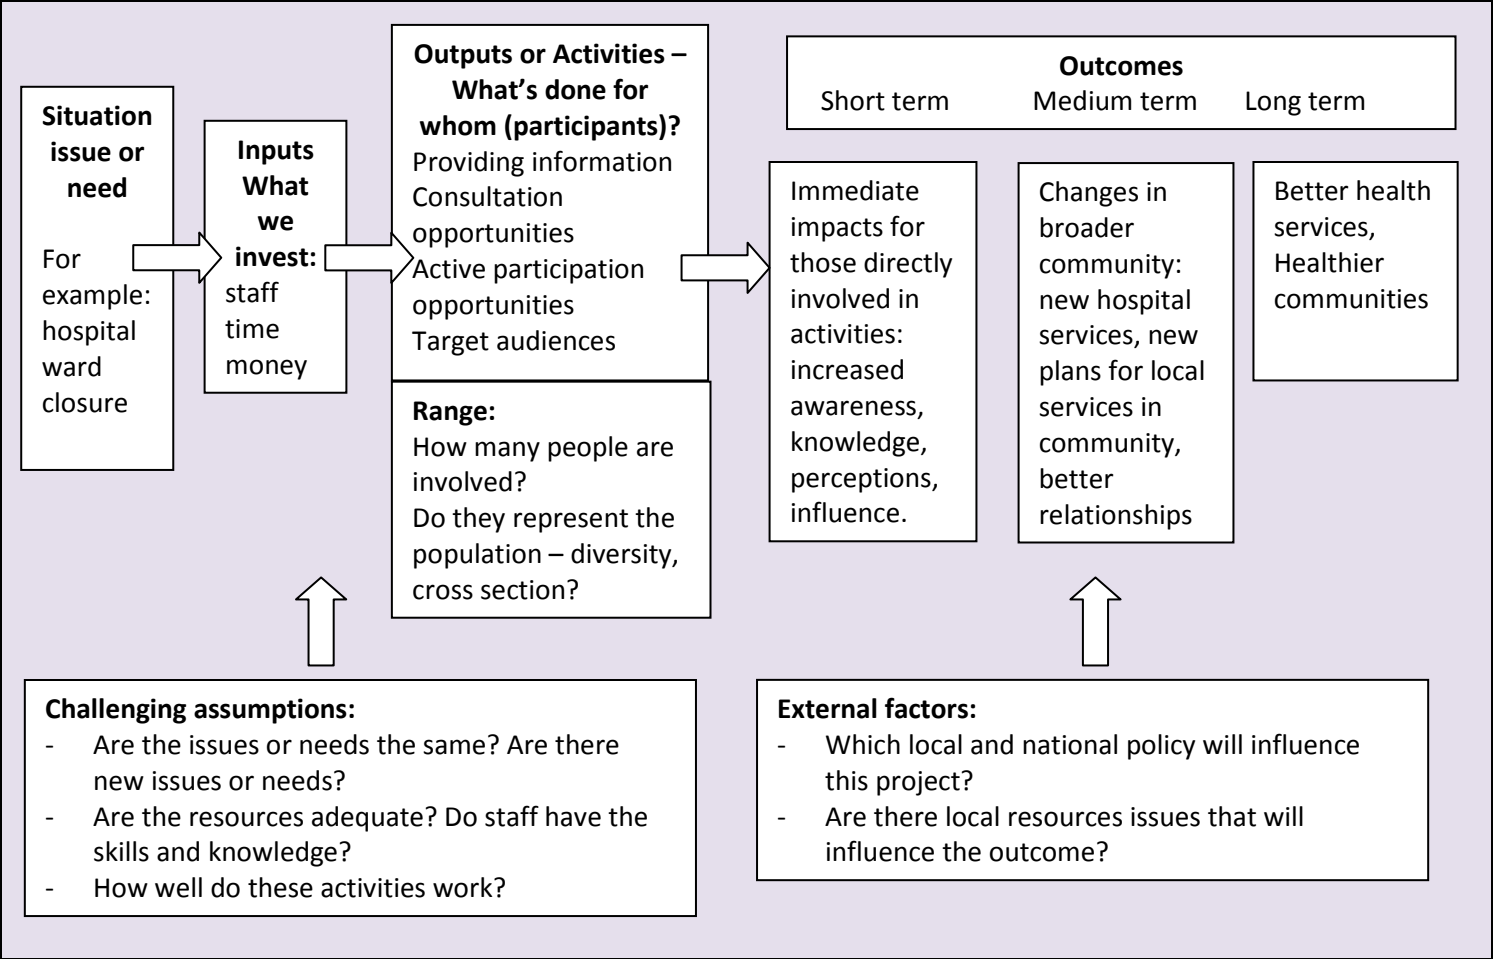 Situation
issue or
need
For
example:
hospital
ward
closure
Inputs
What
we
invest:
staff
time
money
Outputs or Activities –
What’s done for
whom (participants)?
Providing information
Consultation
opportunities
Active participation
opportunities
Target audiences
Range:
How many people are
involved?
Do they represent the
population – diversity,
cross section?
Outcomes
Short term Medium term Long term
Immediate
impacts for
those directly
involved in
activities:
increased
awareness,
knowledge,
perceptions,
influence.
Changes in
broader
community:
new hospital
services, new
plans for local
services in
community,
better
relationships
Better health
services,
Healthier
communities
Challenging assumptions:
- Are the issues or needs the same? Are there
new issues or needs?
- Are the resources adequate? Do staff have the
skills and knowledge?
- How well do these activities work?
External factors:
- Which local and national policy will influence
this project?
- Are there local resources issues that will
influence the outcome?